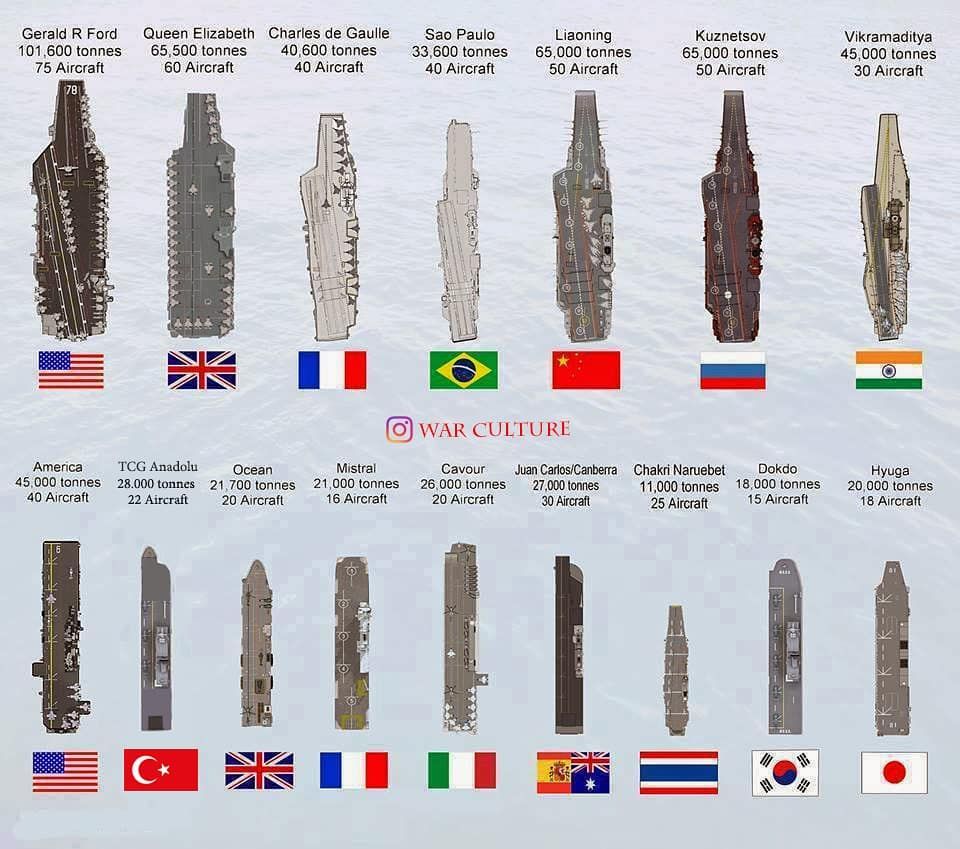 Gerald R Ford
101,600 tonnes
75 Aircraft
Queen Elizabeth
65,500 tonnes
60 Aircraft
Charles de Gaulle
40,600 tonnes
40 Aircraft
Sao Paulo
33,600 tonnes
40 Aircraft
Liaoning
65,000 tonnes
50 Aircraft
Kuznetsov
65,000 tonnes
50 Aircraft
Vikramaditya
45,000 tonnes
30 Aircraft
78
WAR CULTURE
America
45,000 tonnes
40 Aircraft
TCG Anadolu
28.000 tonnes
22 Aircraft
Ocean
21,700 tonnes
20 Aircraft
Mistral
21,000 tonnes
16 Aircraft
Cavour
26,000 tonnes
20 Aircraft
Juan Carlos/Canberra
27,000 tonnes
30 Aircraft
Chakri Naruebet
11,000 tonnes
25 Aircraft
Dokdo
18,000 tonnes
15 Aircraft
Hyuga
20,000 tonnes
18 Aircraft
6
81
81